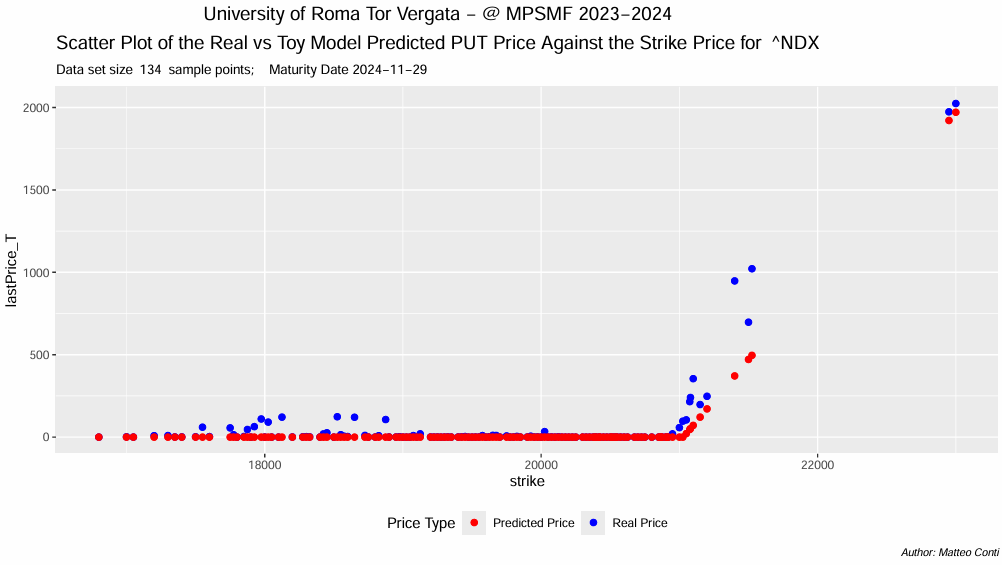 University of Roma Tor Vergata – @ MPSMF 2023–2024
Scatter Plot of the Real vs Toy Model Predicted PUT Price Against the Strike Price for ^NDX
Data set size 134 sample points; Maturity Date 2024–11–29
2000
1500
1000
500
0
lastPrice_T
18000 20000 22000
strike
Price Type Predicted Price Real Price
Author: Matteo Conti